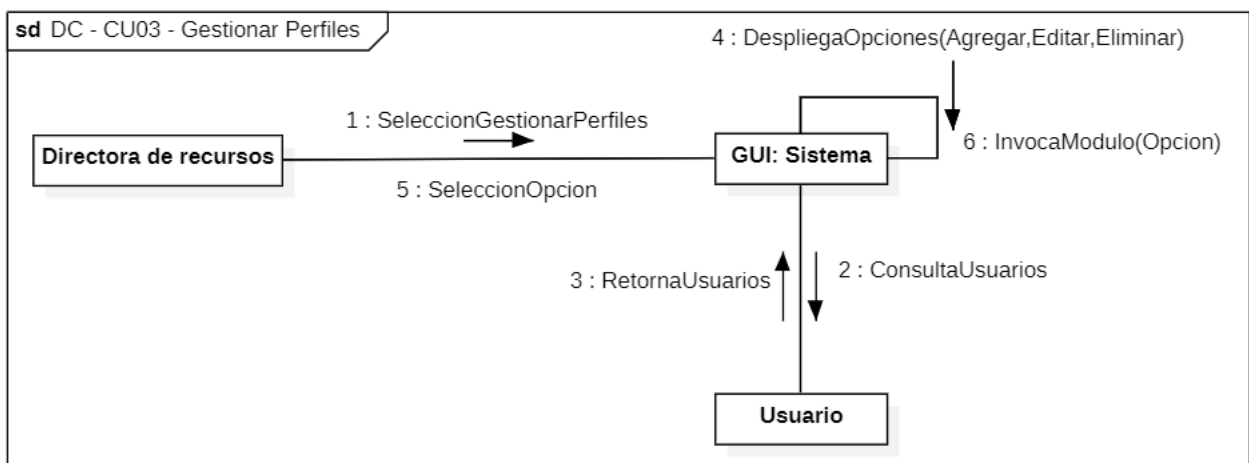 sd DC - CU03 - Gestionar Perfiles
4 : DespliegaOpciones(Agregar,Editar,Eliminar)
1 : SeleccionGestionarPerfiles
6 : InvocaModulo(Opcion)
Directora de recursos
GUI: Sistema
5 : SeleccionOpcion
3 : RetornaUsuarios
2 : ConsultaUsuarios
Usuario